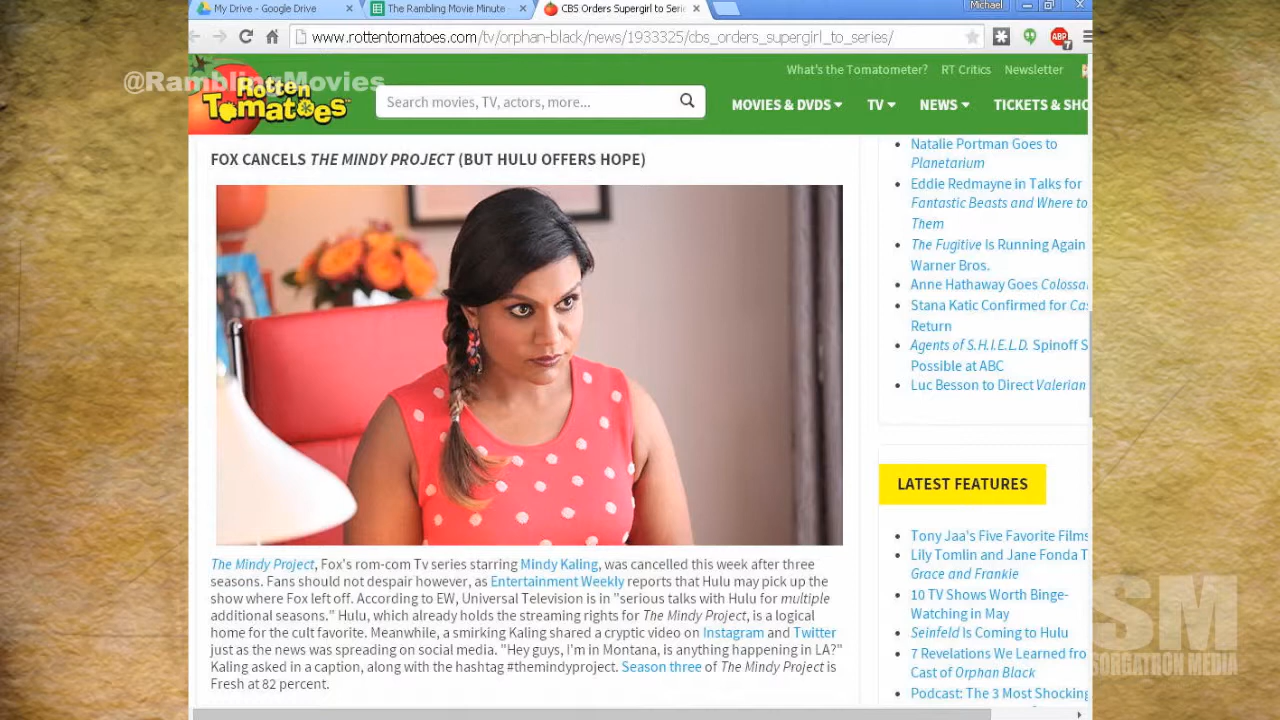 My Drive - Google Drive
The Rambling Movie Minute
CBS Orders Supergirl to Seri
Michael
www.rottentomatoes.com/tv/orphan-black/news/1933325/cbs_orders_supergirl_to_series/
ABP
7
@RamblingMovies
What's the Tomatometer? RT Critics Newsletter
Rotten
Tomatoes
Search movies, TV, actors, more...
MOVIES & DVDS TV NEWS TICKETS & SHO
FOX CANCELS THE MINDY PROJECT (BUT HULU OFFERS HOPE)
The Mindy Project, Fox's rom-com Tv series starring Mindy Kaling, was cancelled this week after three
seasons. Fans should not despair however, as Entertainment Weekly reports that Hulu may pick up the
show where Fox left off. According to EW, Universal Television is in "serious talks with Hulu for multiple
additional seasons." Hulu, which already holds the streaming rights for The Mindy Project, is a logical
home for the cult favorite. Meanwhile, a smirking Kaling shared a cryptic video on Instagram and Twitter
just as the news was spreading on social media. "Hey guys, I'm in Montana, is anything happening in LA?"
Kaling asked in a caption, along with the hashtag #themindyproject. Season three of The Mindy Project is
Fresh at 82 percent.
Natalie Portman Goes to
Planetarium
Eddie Redmayne in Talks for
Fantastic Beasts and Where to
Them
The Fugitive Is Running Again
Warner Bros.
Anne Hathaway Goes Colossa
Stana Katic Confirmed for Cas
Return
Agents of S.H.I.E.L.D. Spinoff S
Possible at ABC
Luc Besson to Direct Valerian
LATEST FEATURES
Tony Jaa's Five Favorite Films
Lily Tomlin and Jane Fonda T
Grace and Frankie
10 TV Shows Worth Binge-
Watching in May
Seinfeld Is Coming to Hulu
7 Revelations We Learned fro
Cast of Orphan Black
Podcast: The 3 Most Shocking
SM
SORGATRON MEDIA